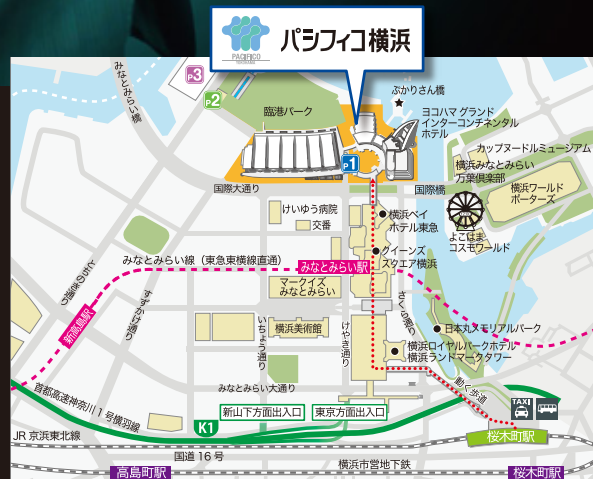 パシフィコ横浜
PACIFICO
YOKOHAMA
みなとみらい橋
P3
P2
臨港パーク
ぷかりさん橋
ヨコハマ グランド
インターコンチネンタル
ホテル
カップヌードルミュージアム
横浜みなとみらい
万葉倶楽部
横浜ワールド
ポーターズ
P1
国際大通り
国際橋
けいゆう病院
交番
横浜ベイ
ホテル東急
よこはま
コスモワールド
クイーンズ
スクエア横浜
みなとみらい線（東急東横線直通）
みなとみらい駅
マークイズ
みなとみらい
とちのき通り
すずかけ通り
新高島駅
いちょう通り
横浜美術館
けやき通り
さくら通り
日本丸メモリアルパーク
横浜ロイヤルパークホテル
横浜ランドマークタワー
みなとみらい大通り
動く歩道
首都高速神奈川1号横羽線
新山下方面出入口
東京方面出入口
TAXI
K1
桜木町駅
JR 京浜東北線
国道 16 号
横浜市営地下鉄
高島町駅
桜木町駅